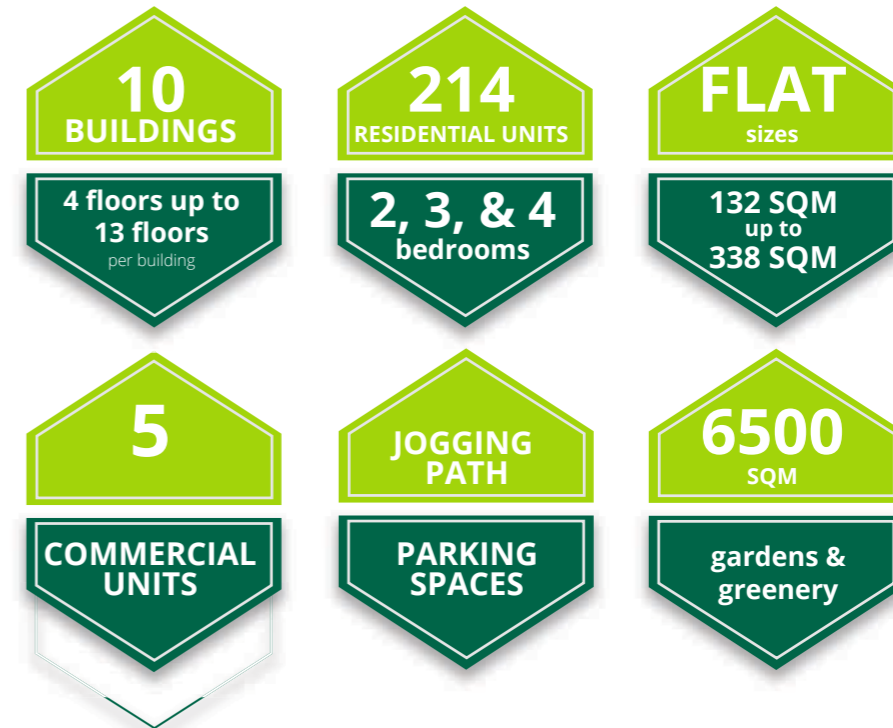 10
BUILDINGS
4 floors up to
13 floors
per building
214
RESIDENTIAL UNITS
2, 3, & 4
bedrooms
FLAT
sizes
132 SQM
up to
338 SQM
5
COMMERCIAL
UNITS
JOGGING
PATH
PARKING
SPACES
6500
SQM
gardens &
greenery